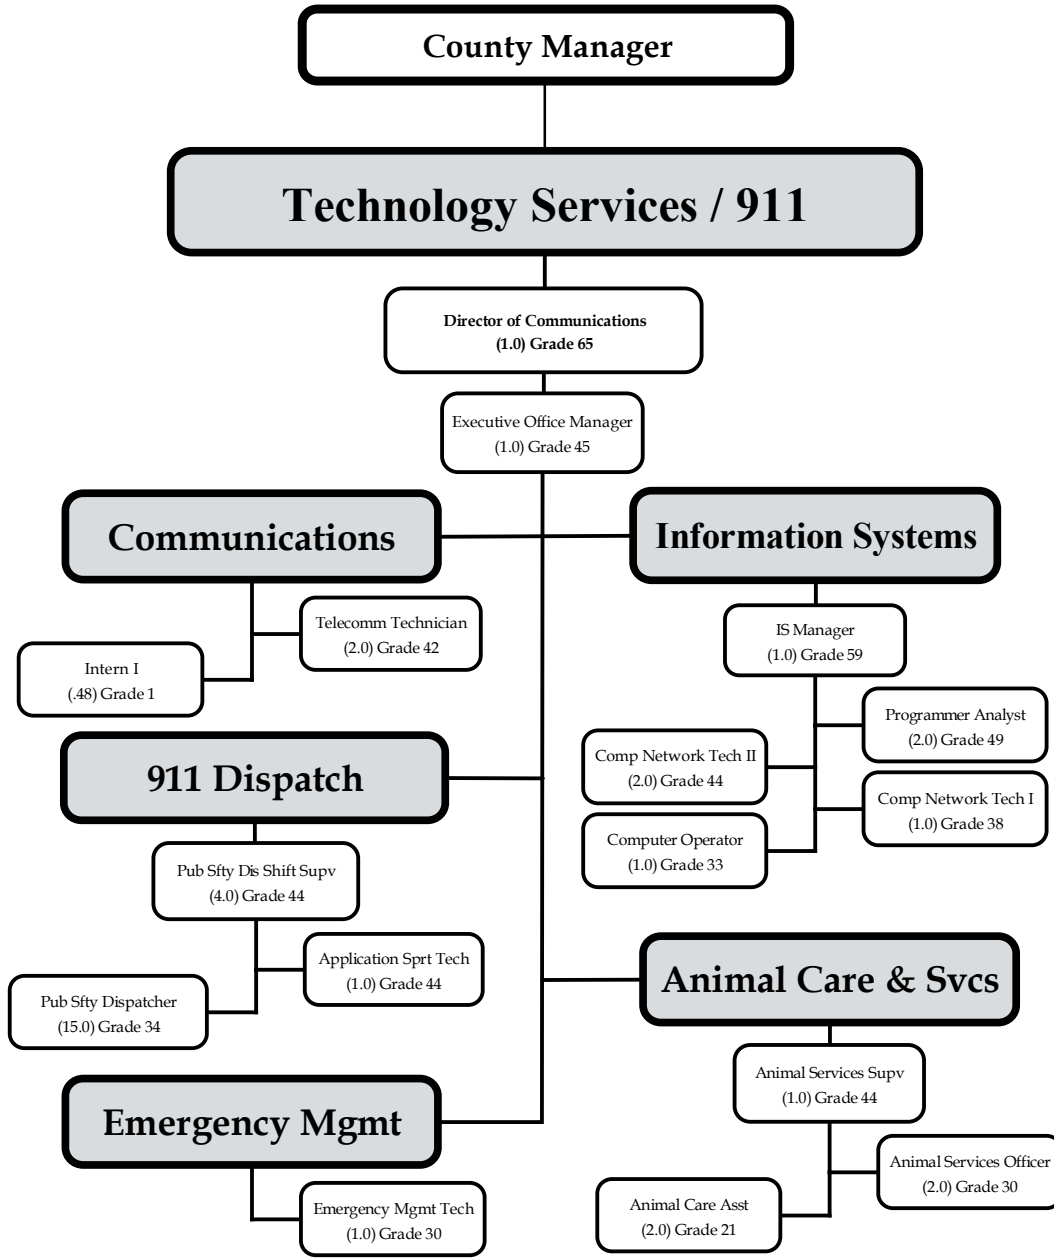 County Manager
Technology Services / 911
Director of Communications
(1.0) Grade 65
Executive Office Manager
(1.0) Grade 45
Communications
Telecomm Technician
(2.0) Grade 42
Intern I
(.48) Grade 1
Information Systems
IS Manager
(1.0) Grade 59
Programmer Analyst
(2.0) Grade 49
Comp Network Tech II
(2.0) Grade 44
Comp Network Tech I
(1.0) Grade 38
Computer Operator
(1.0) Grade 33
911 Dispatch
Pub Sfty Dis Shift Supv
(4.0) Grade 44
Application Sprt Tech
(1.0) Grade 44
Pub Sfty Dispatcher
(15.0) Grade 34
Animal Care & Svcs
Animal Services Supv
(1.0) Grade 44
Animal Services Officer
(2.0) Grade 30
Animal Care Asst
(2.0) Grade 21
Emergency Mgmt
Emergency Mgmt Tech
(1.0) Grade 30